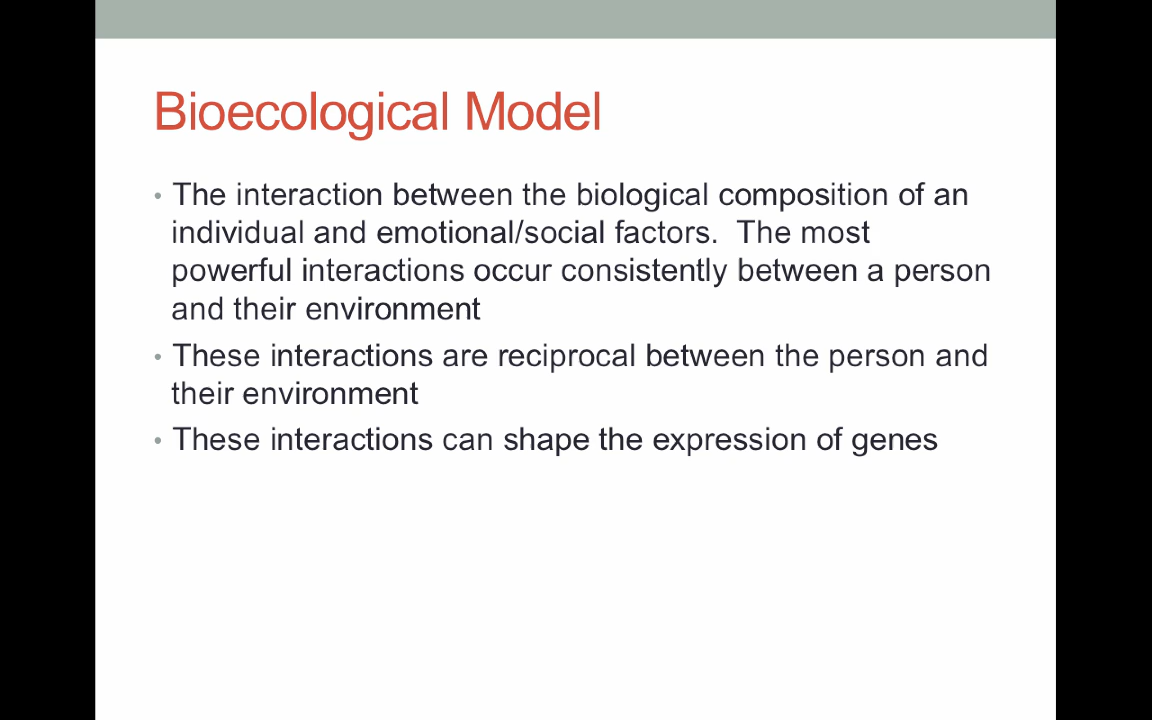 Bioecological Model
• The interaction between the biological composition of an
individual and emotional/social factors.  The most
powerful interactions occur consistently between a person
and their environment
• These interactions are reciprocal between the person and
their environment
• These interactions can shape the expression of genes